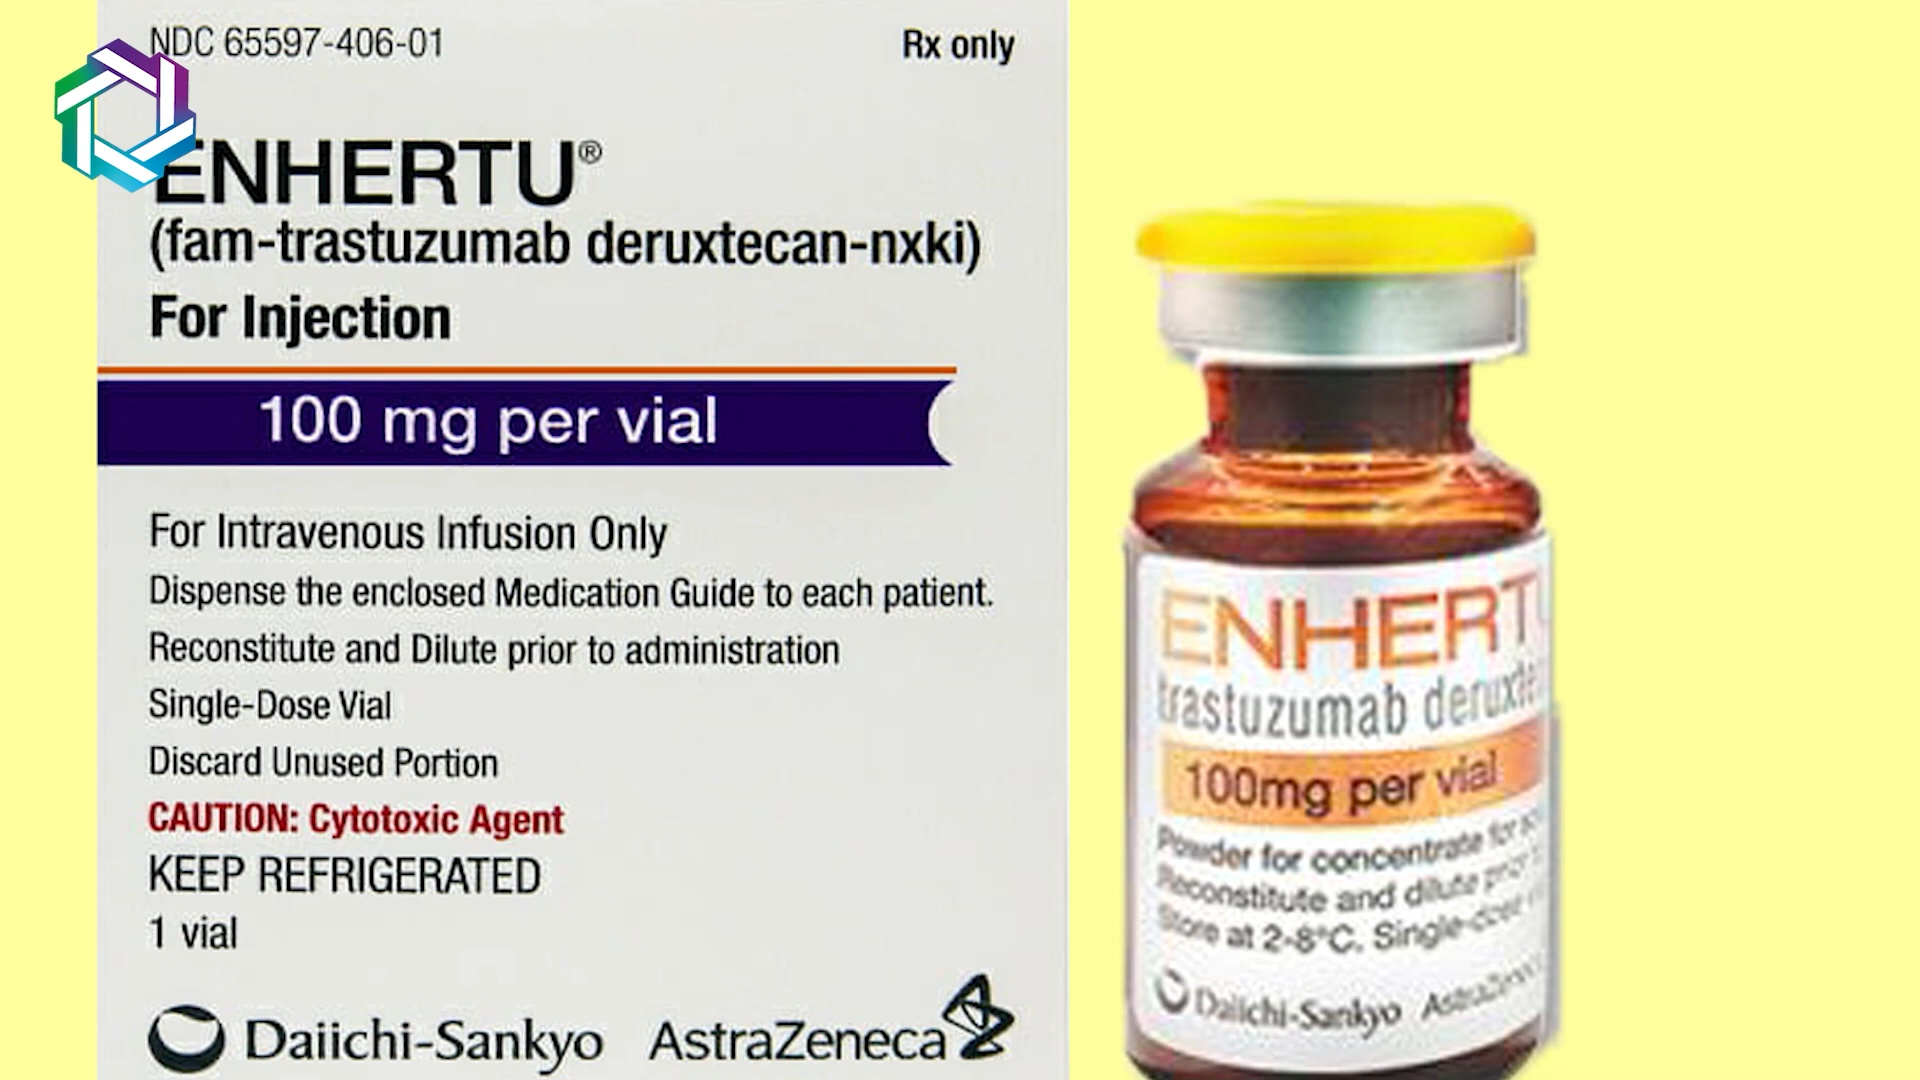 NDC 65597-406-01
Rx only
ENHERTU®
(fam-trastuzumab deruxtecan-nxki)
For Injection
100 mg per vial
For Intravenous Infusion Only
Dispense the enclosed Medication Guide to each patient.
Reconstitute and Dilute prior to administration
Single-Dose Vial
Discard Unused Portion
CAUTION: Cytotoxic Agent
KEEP REFRIGERATED
1 vial
Daiichi-Sankyo AstraZeneca
ENHERT
trastuzumab
100mg per vial
Powder for concentrate for
Reconstitute and dilute prior
Store at 2-8°C. Single-dose
Daiichi-Sankyo